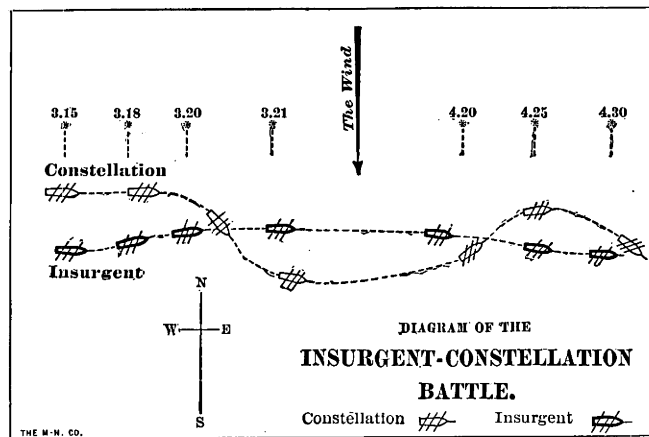 The Wind
3.15 3.18 3.20 3.21 4.20 4.25 4.30
Constellation
Insurgent
N
W E
S
DIAGRAM OF THE
INSURGENT-CONSTELLATION
BATTLE.
Constellation Insurgent
THE M.-N. CO.